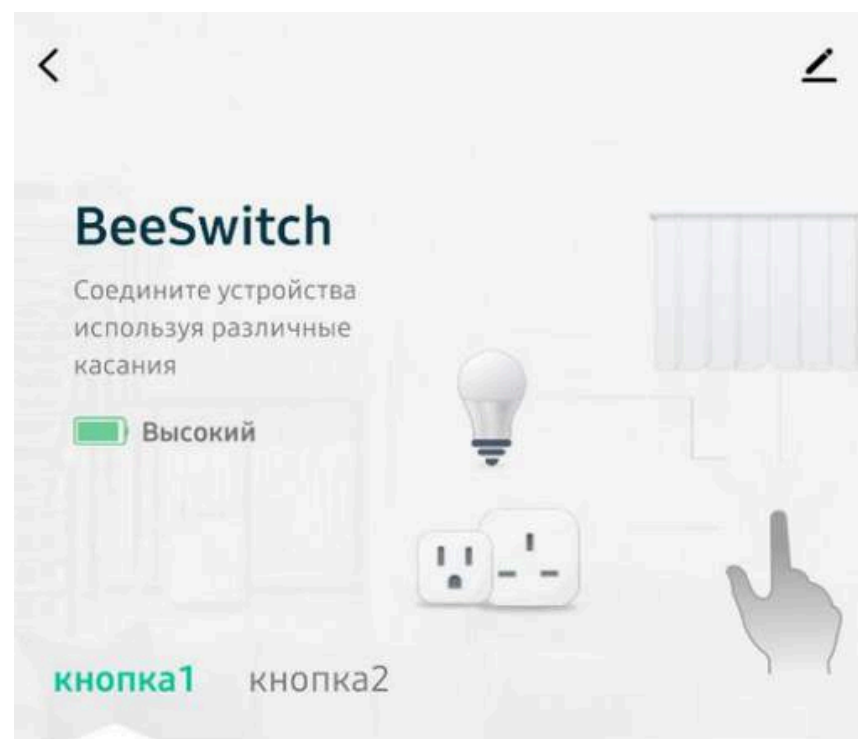 BeeSwitch
Соедините устройства
используя различные
касания
Высокий
кнопка1 кнопка2